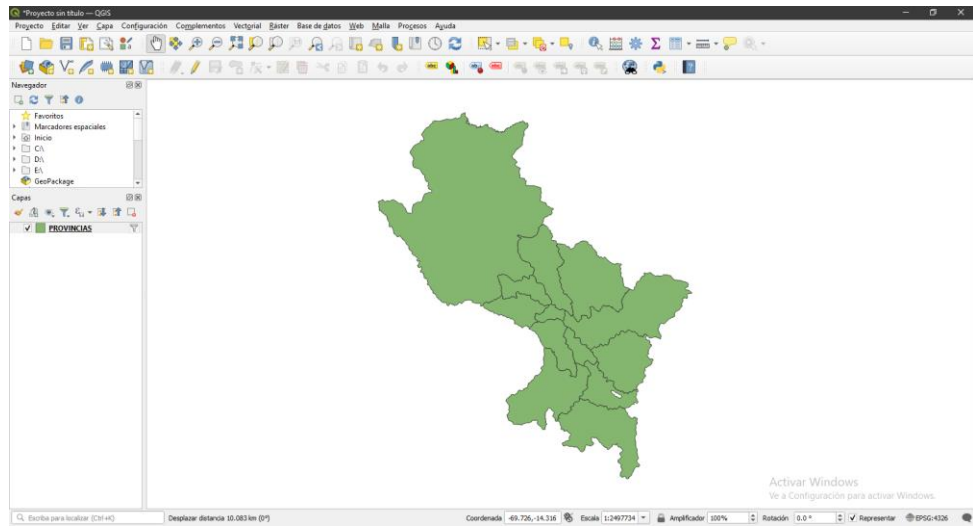 *Proyecto sin título — QGIS
Proyecto Editar Ver Capa Configuración Complementos Vectorial Ráster Base de datos Web Malla Procesos Ayuda
Navegador
Favoritos
Marcadores espaciales
Inicio
C:\
D:\
E:\
GeoPackage
Capas
PROVINCIAS
Activar Windows
Ve a Configuración para activar Windows.
Escriba para localizar (Ctrl+K) Desplazar distancia 10.083 km (0°) Coordenada -69.726,-14.316 Escala 1:2497734 Amplificador 100% Rotación 0.0 ° Representar EPSG:4326